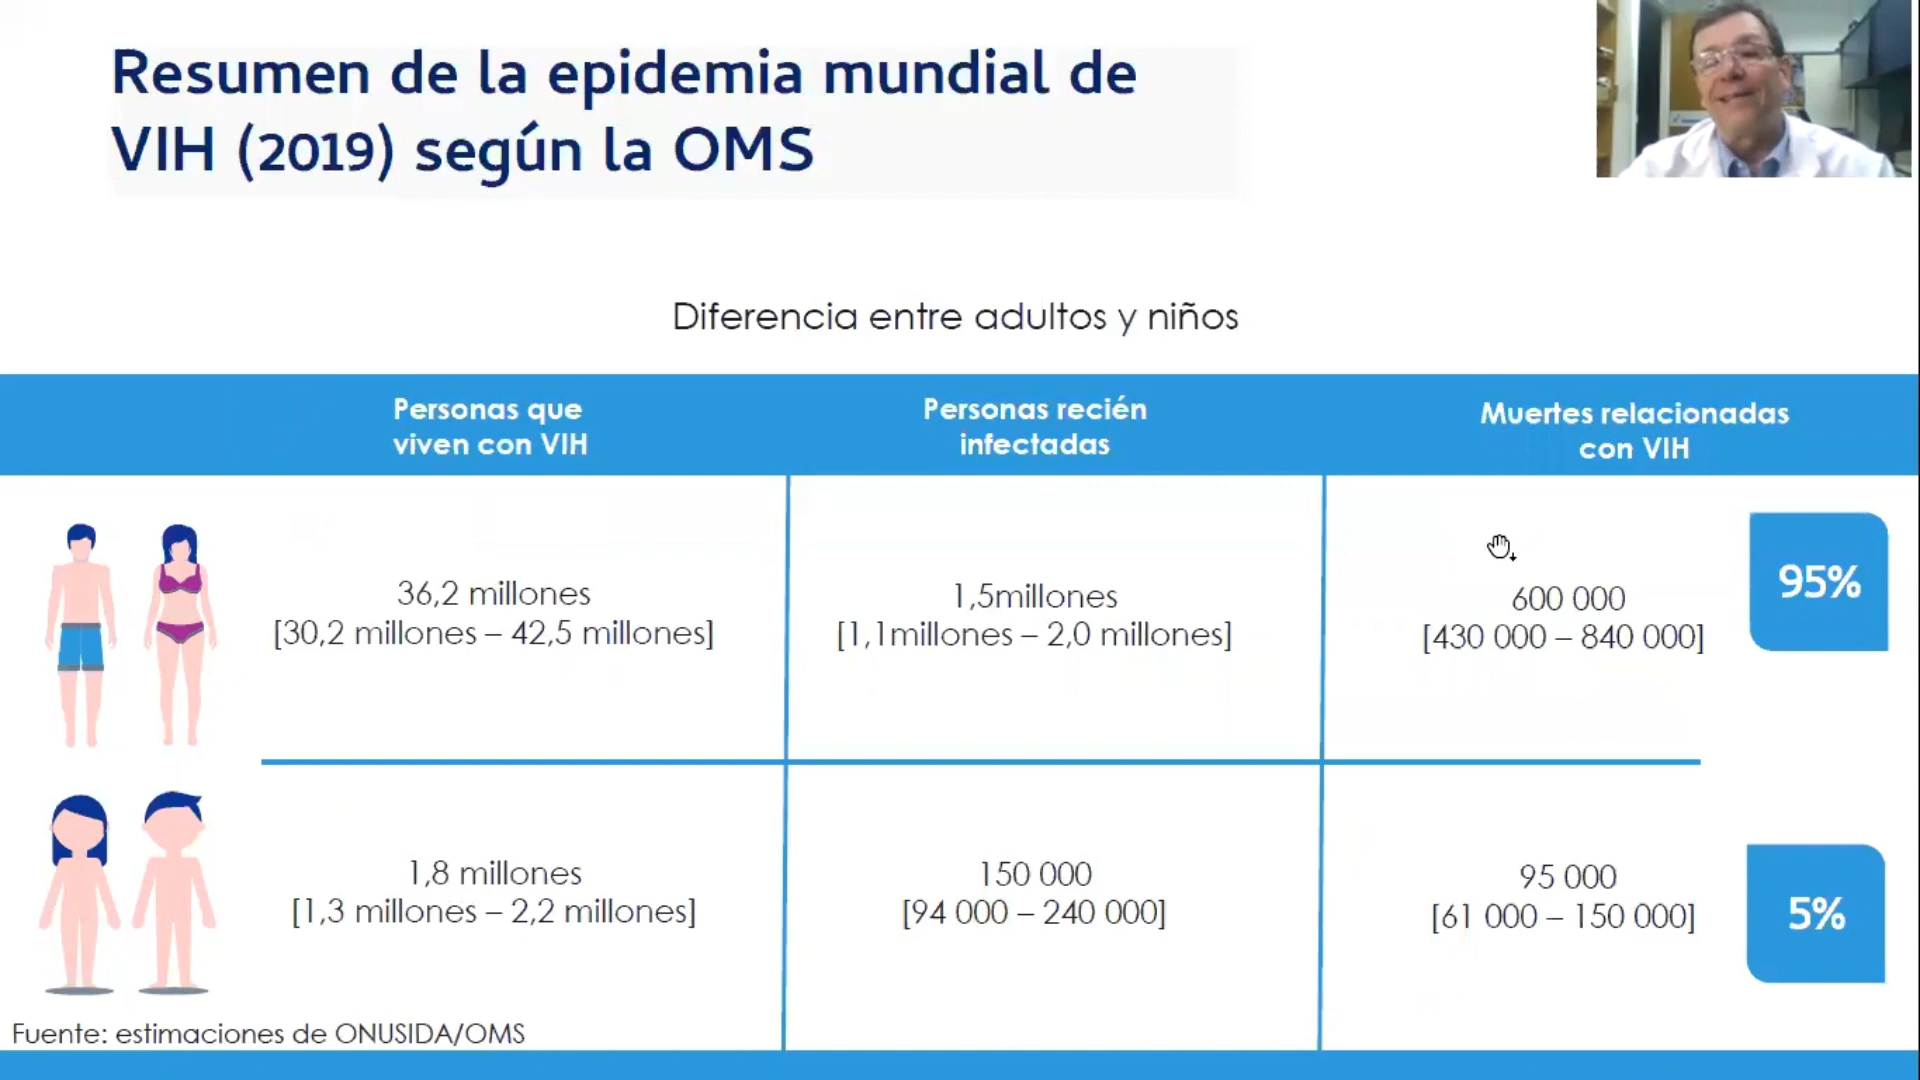 Resumen de la epidemia mundial de
VIH (2019) según la OMS
Diferencia entre adultos y niños
Personas que
viven con VIH
Personas recién
infectadas
Muertes relacionadas
con VIH
36,2 millones
[30,2 millones – 42,5 millones]
1,5millones
[1,1millones – 2,0 millones]
600 000
[430 000 – 840 000]
95%
1,8 millones
[1,3 millones – 2,2 millones]
150 000
[94 000 – 240 000]
95 000
[61 000 – 150 000]
5%
Fuente: estimaciones de ONUSIDA/OMS